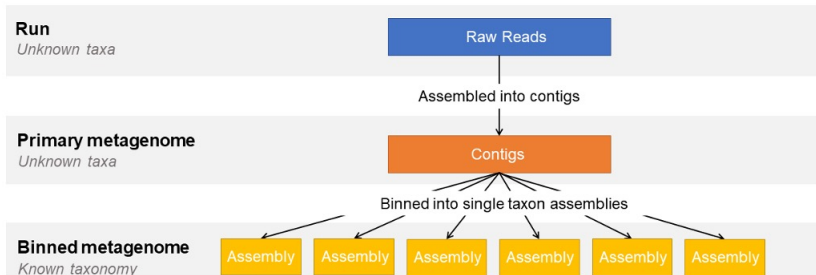 Run
Unknown taxa
Raw Reads
Assembled into contigs
Primary metagenome
Unknown taxa
Contigs
Binned into single taxon assemblies
Binned metagenome
Known taxonomy
Assembly Assembly Assembly Assembly Assembly Assembly